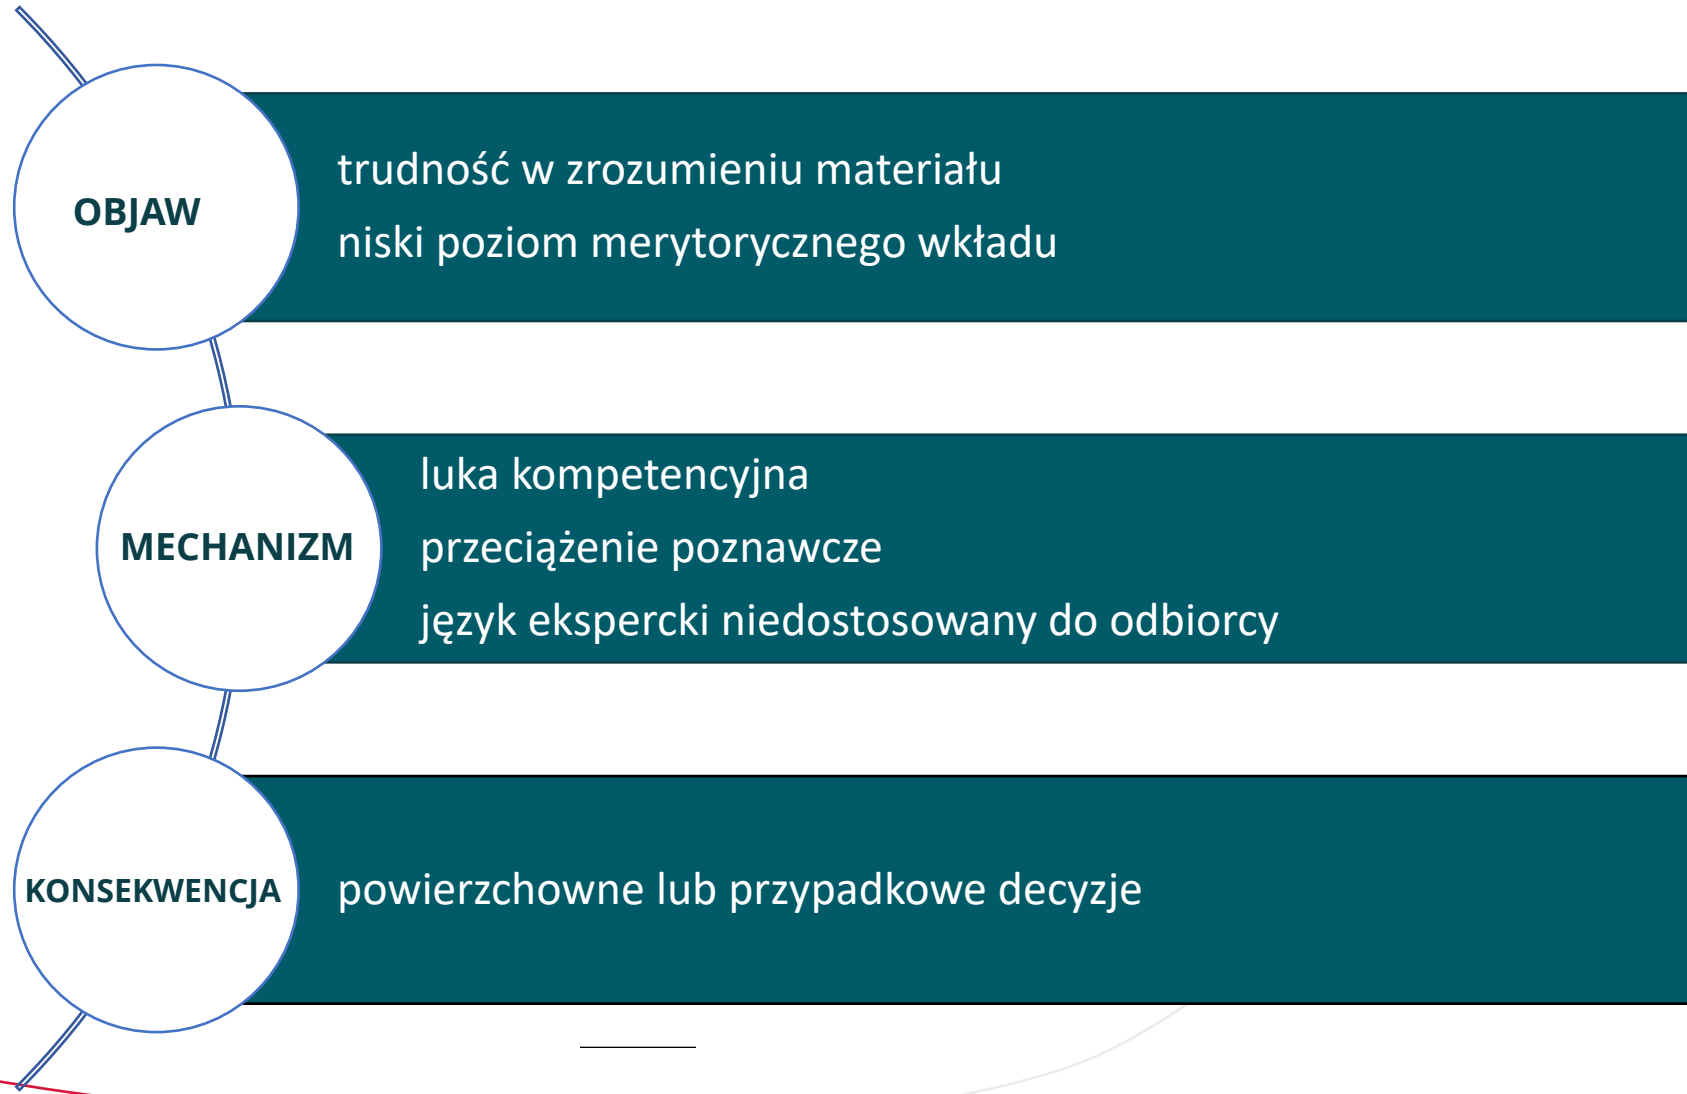 OBJAW
trudność w zrozumieniu materiału
niski poziom merytorycznego wkładu
MECHANIZM
luka kompetencyjna
przeciążenie poznawcze
język ekspercki niedostosowany do odbiorcy
KONSEKWENCJA
powierzchowne lub przypadkowe decyzje